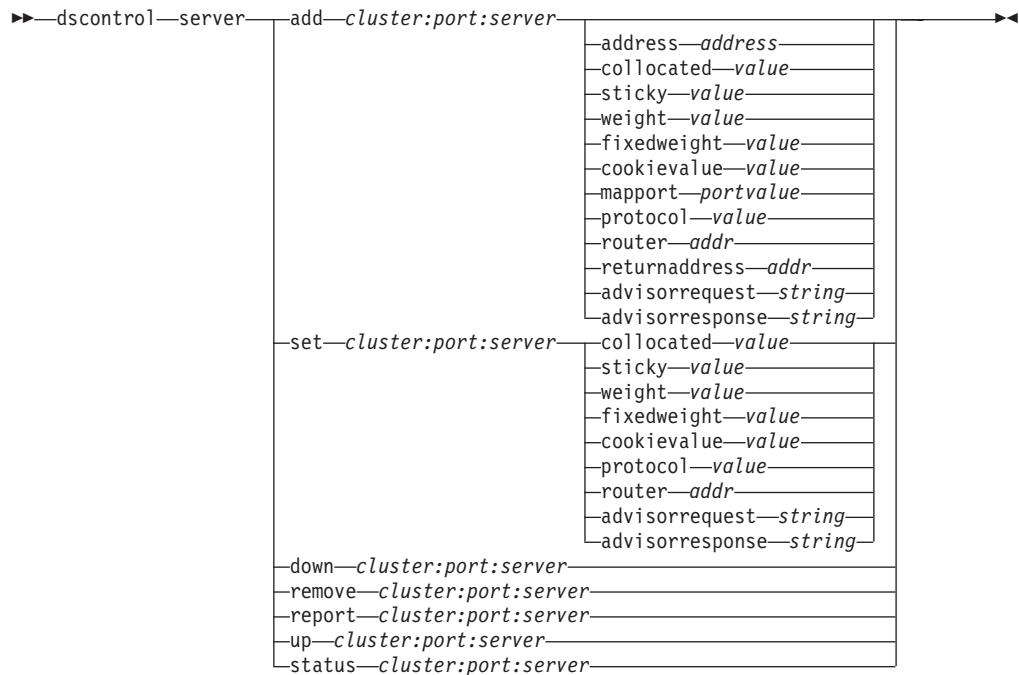 dscontrol server add cluster:port:server
address address
collocated value
sticky value
weight value
fixedweight value
cookievalue value
mapport portvalue
protocol value
router addr
returnaddress addr
advisorrequest string
advisorresponse string
set cluster:port:server collocated value
sticky value
weight value
fixedweight value
cookievalue value
protocol value
router addr
advisorrequest string
advisorresponse string
down cluster:port:server
remove cluster:port:server
report cluster:port:server
up cluster:port:server
status cluster:port:server